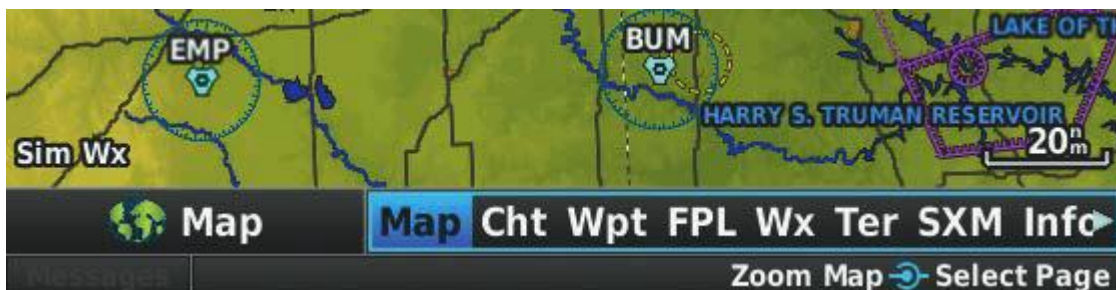 EMP
BUM
LAKE OF T
HARRY S. TRUMAN RESERVOIR
20nm
Sim Wx
Map
Map Cht Wpt FPL Wx Ter SXM Info
Messages
Zoom Map Select Page